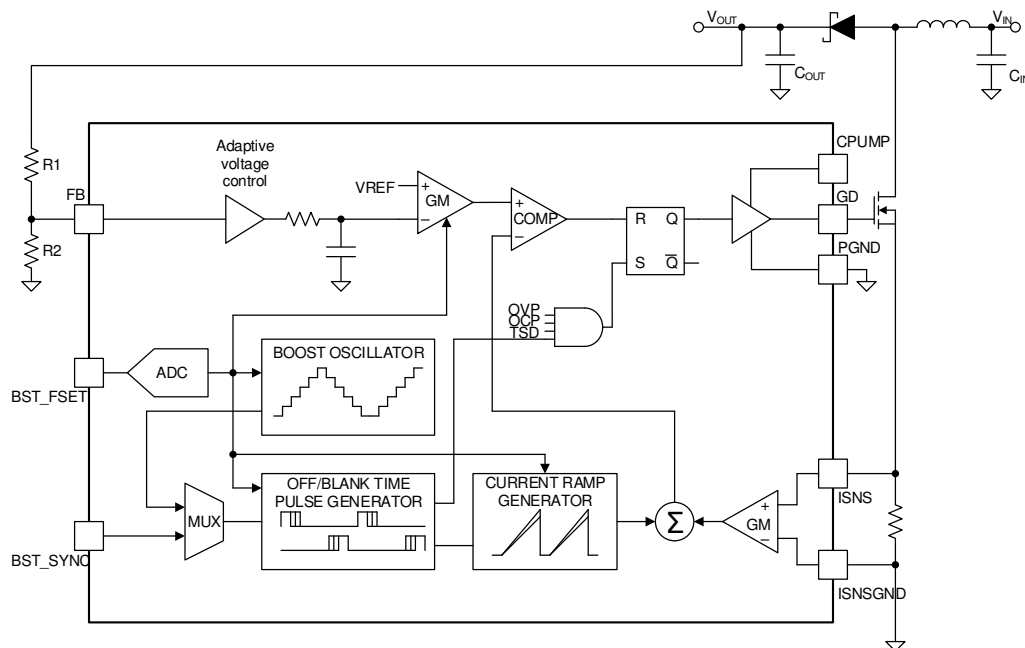 VOUT
VIN
COUT
CIN
CPUMP
Adaptive
voltage
control
R1
FB
VREF
+
GM
−
+
COMP
−
R Q
S Q
GD
R2
PGND
OVP
OCP
TSD
BOOST OSCILLATOR
ADC
BST_FSET
OFF/BLANK TIME
PULSE GENERATOR
CURRENT RAMP
GENERATOR
ISNS
MUX
Σ
+
GM
−
BST_SYNC
ISNSGND